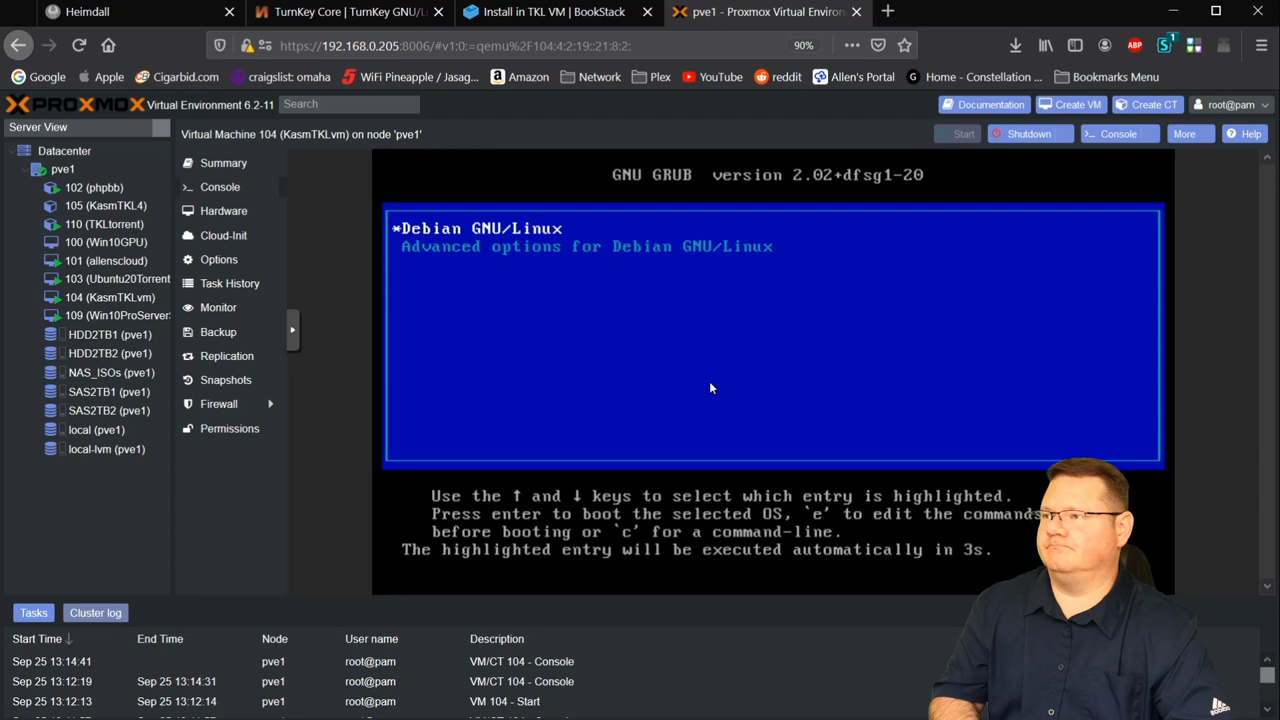 Heimdall
TurnKey Core | TurnKey GNU/L
Install in TKL VM | BookStack
pve1 - Proxmox Virtual Environ
https://192.168.0.205:8006/#v1:0:=qemu%2F104:4:2:19::21:8:2:
90%
1
ABP
Google
Apple
Cigarbid.com
craigslist: omaha
WiFi Pineapple / Jasag...
Amazon
Network
Plex
YouTube
reddit
Allen's Portal
Home - Constellation ...
Bookmarks Menu
PROXMOX
Virtual Environment 6.2-11
Search
Documentation
Create VM
Create CT
root@pam
Server View
Virtual Machine 104 (KasmTKLvm) on node 'pve1'
Start
Shutdown
Console
More
Help
Datacenter
pve1
102 (phpbb)
105 (KasmTKL4)
110 (TKLtorrent)
100 (Win10GPU)
101 (allenscloud)
103 (Ubuntu20Torrent
104 (KasmTKLvm)
109 (Win10ProServer
HDD2TB1 (pve1)
HDD2TB2 (pve1)
NAS_ISOs (pve1)
SAS2TB1 (pve1)
SAS2TB2 (pve1)
local (pve1)
local-lvm (pve1)
Summary
Console
Hardware
Cloud-Init
Options
Task History
Monitor
Backup
Replication
Snapshots
Firewall
Permissions
GNU GRUB version 2.02+dfsg1-20
*Debian GNU/Linux
Advanced options for Debian GNU/Linux
Use the ↑ and ↓ keys to select which entry is highlighted.
Press enter to boot the selected OS, `e' to edit the commands
before booting or `c' for a command-line.
The highlighted entry will be executed automatically in 3s.
Tasks
Cluster log
Start Time
End Time
Node
User name
Description
Sep 25 13:14:41
pve1
root@pam
VM/CT 104 - Console
Sep 25 13:12:19
Sep 25 13:14:31
pve1
root@pam
VM/CT 104 - Console
Sep 25 13:12:13
Sep 25 13:12:14
pve1
root@pam
VM 104 - Start